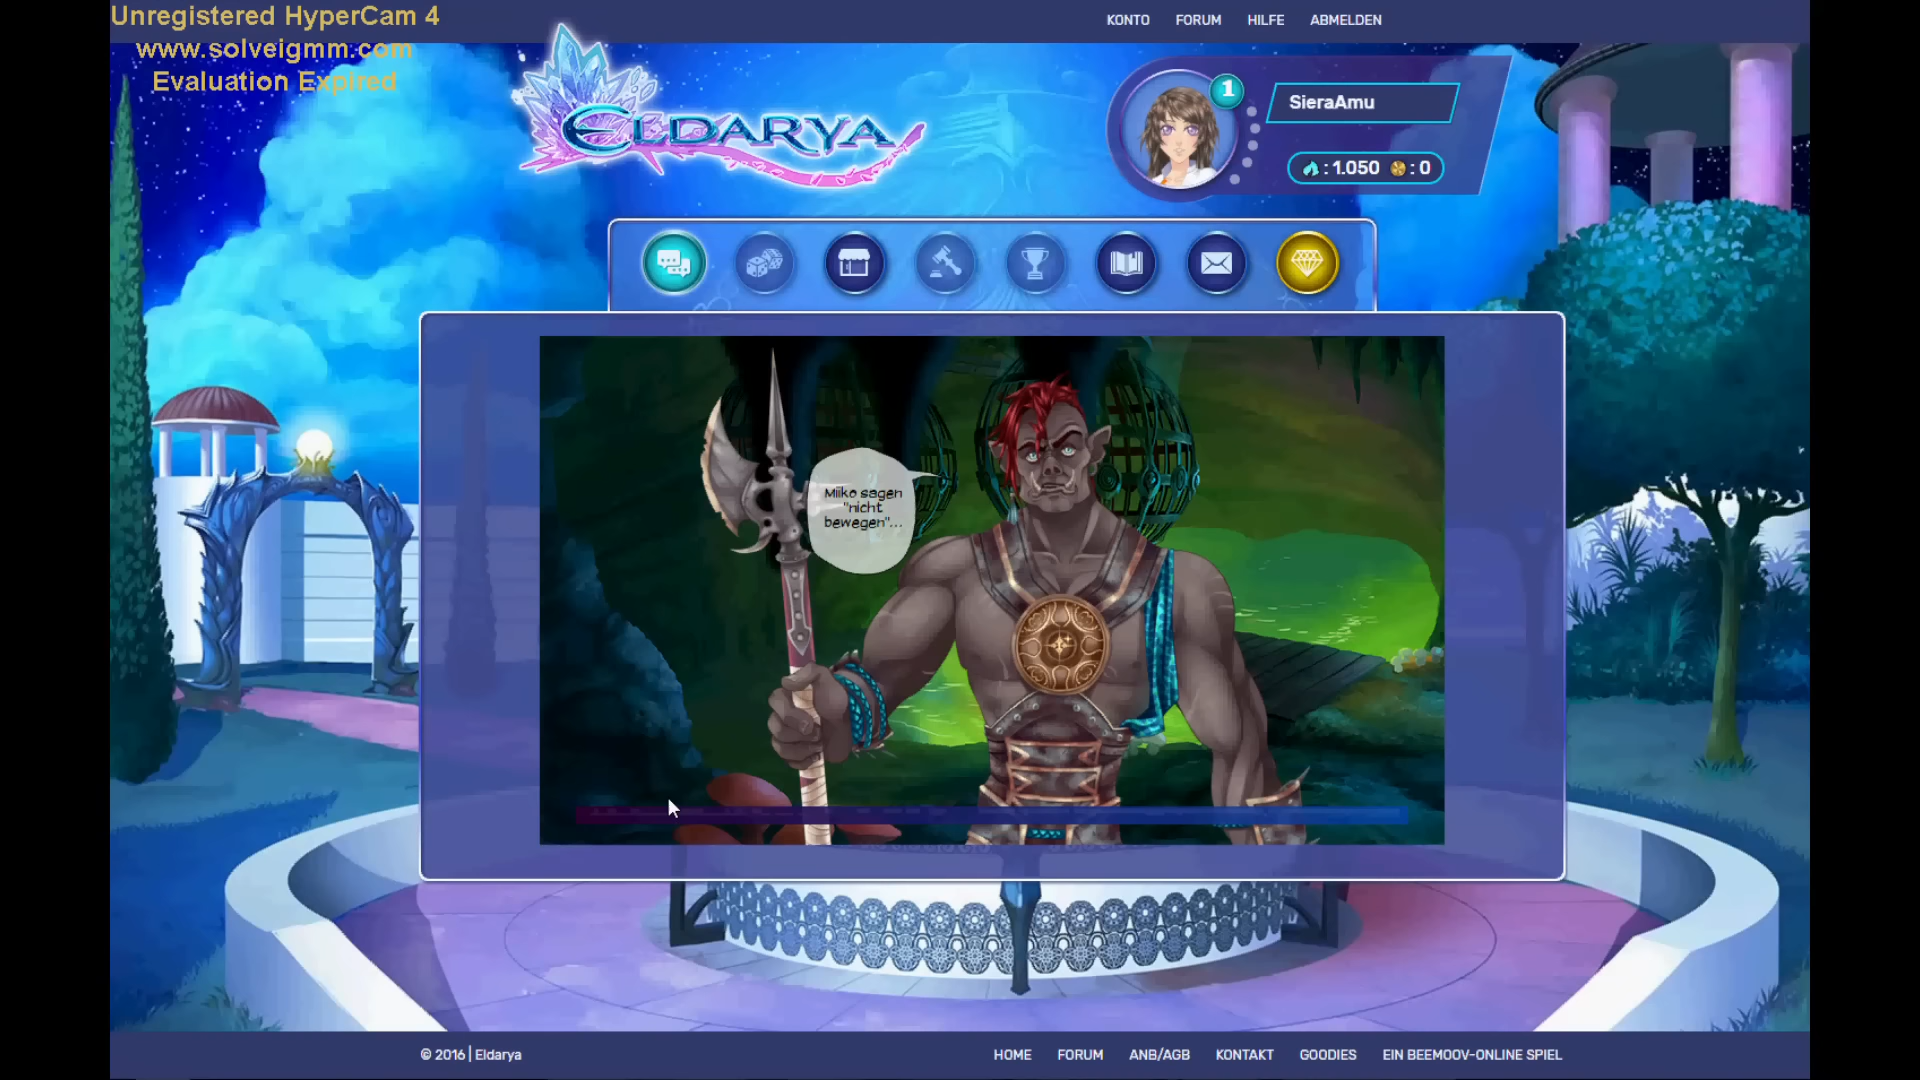 Unregistered HyperCam 4
www.solveigmm.com
Evaluation Expired
KONTO FORUM HILFE ABMELDEN
ELDARYA
1
SieraAmu
: 1.050 : 0
Miiko sagen
"nicht
bewegen"...
© 2016 | Eldarya
HOME FORUM ANB/AGB KONTAKT GOODIES EIN BEEMOOV-ONLINE SPIEL